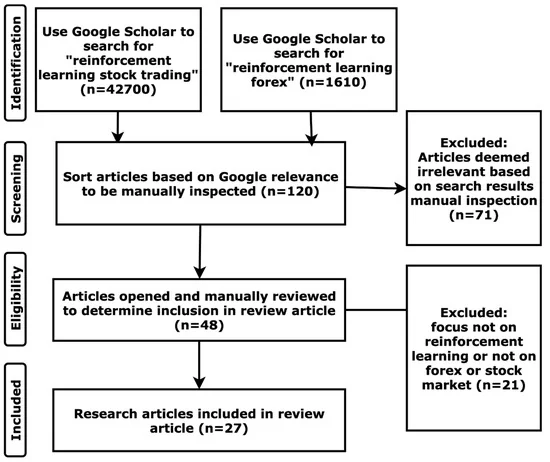 Identification
Use Google Scholar to
search for
"reinforcement
learning stock trading"
(n=42700)
Use Google Scholar to
search for
"reinforcement learning
forex" (n=1610)
Screening
Sort articles based on Google relevance
to be manually inspected (n=120)
Excluded:
Articles deemed
irrelevant based
on search results
manual inspection
(n=71)
Eligibility
Articles opened and manually reviewed
to determine inclusion in review article
(n=48)
Excluded:
focus not on
reinforcement
learning or not on
forex or stock
market (n=21)
Included
Research articles included in review
article (n=27)